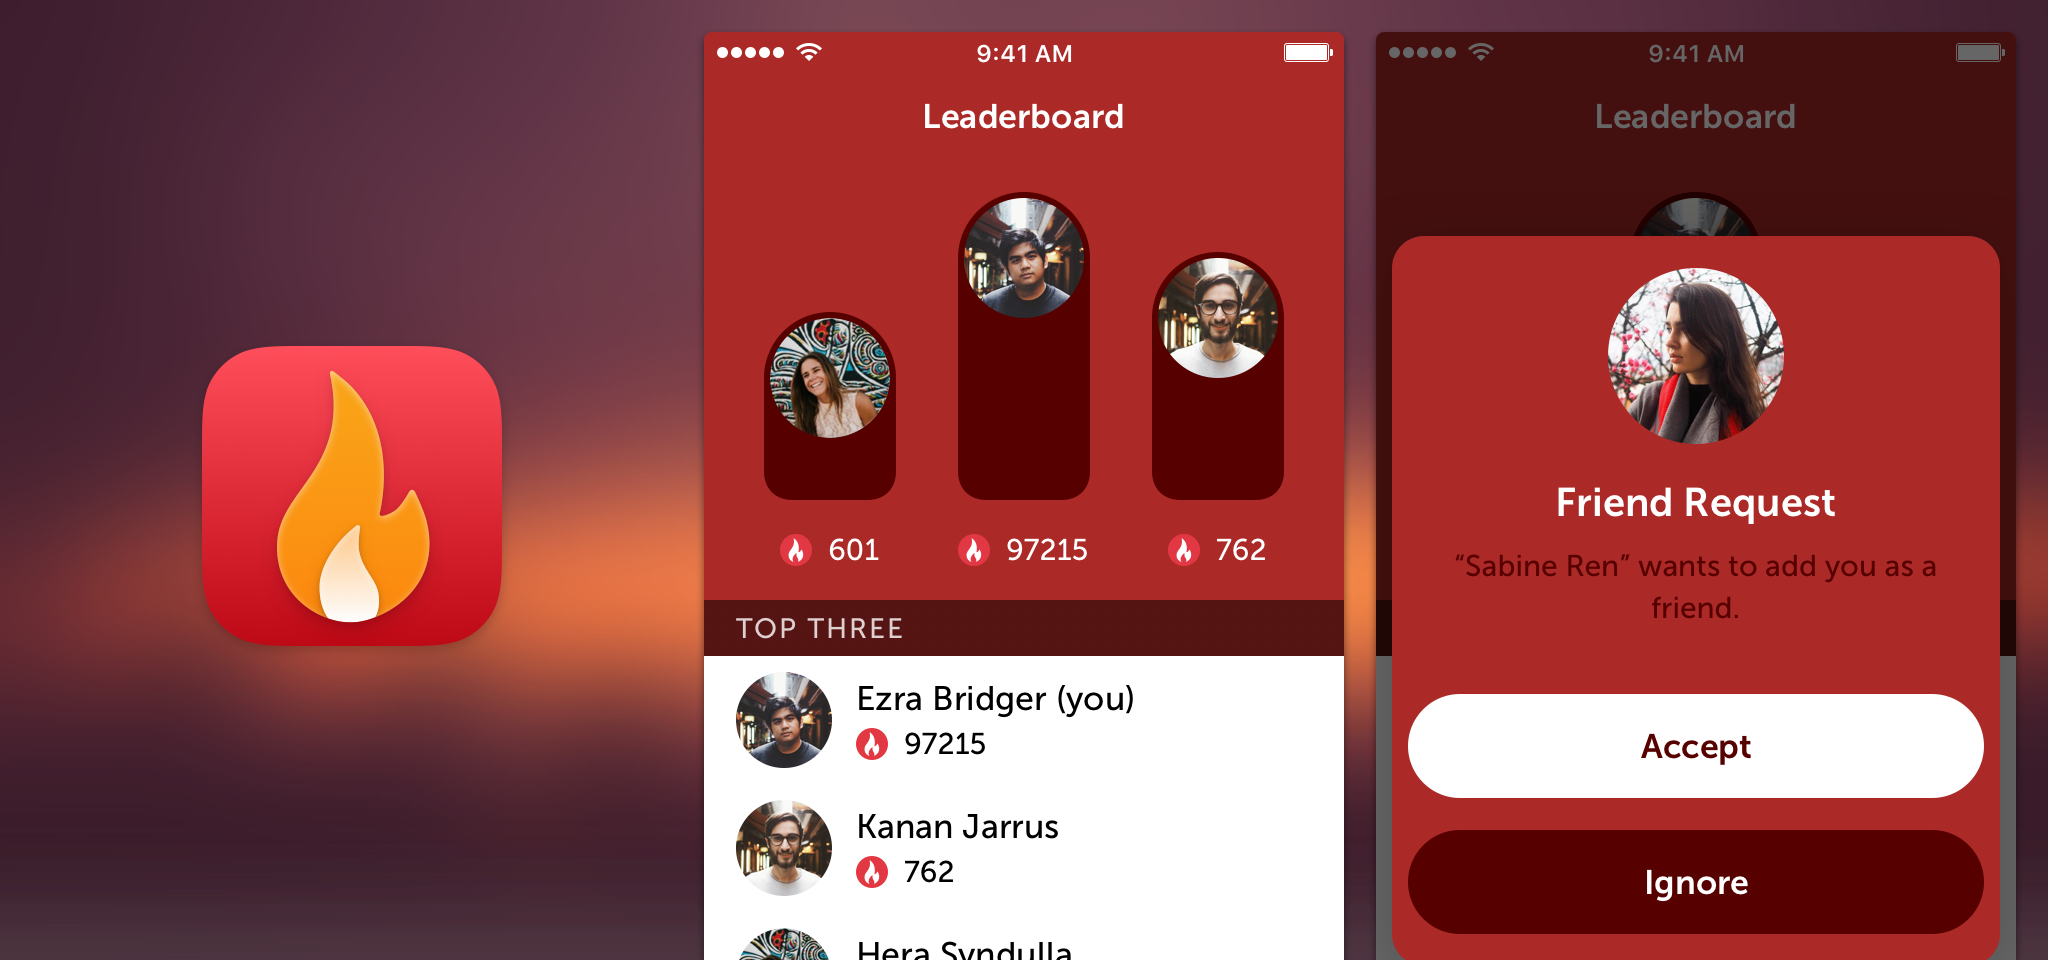 9:41 AM
Leaderboard
601
97215
762
TOP THREE
Ezra Bridger (you)
97215
Kanan Jarrus
762
Hera Syndulla
9:41 AM
Leaderboard
Friend Request
“Sabine Ren” wants to add you as a
friend.
Accept
Ignore